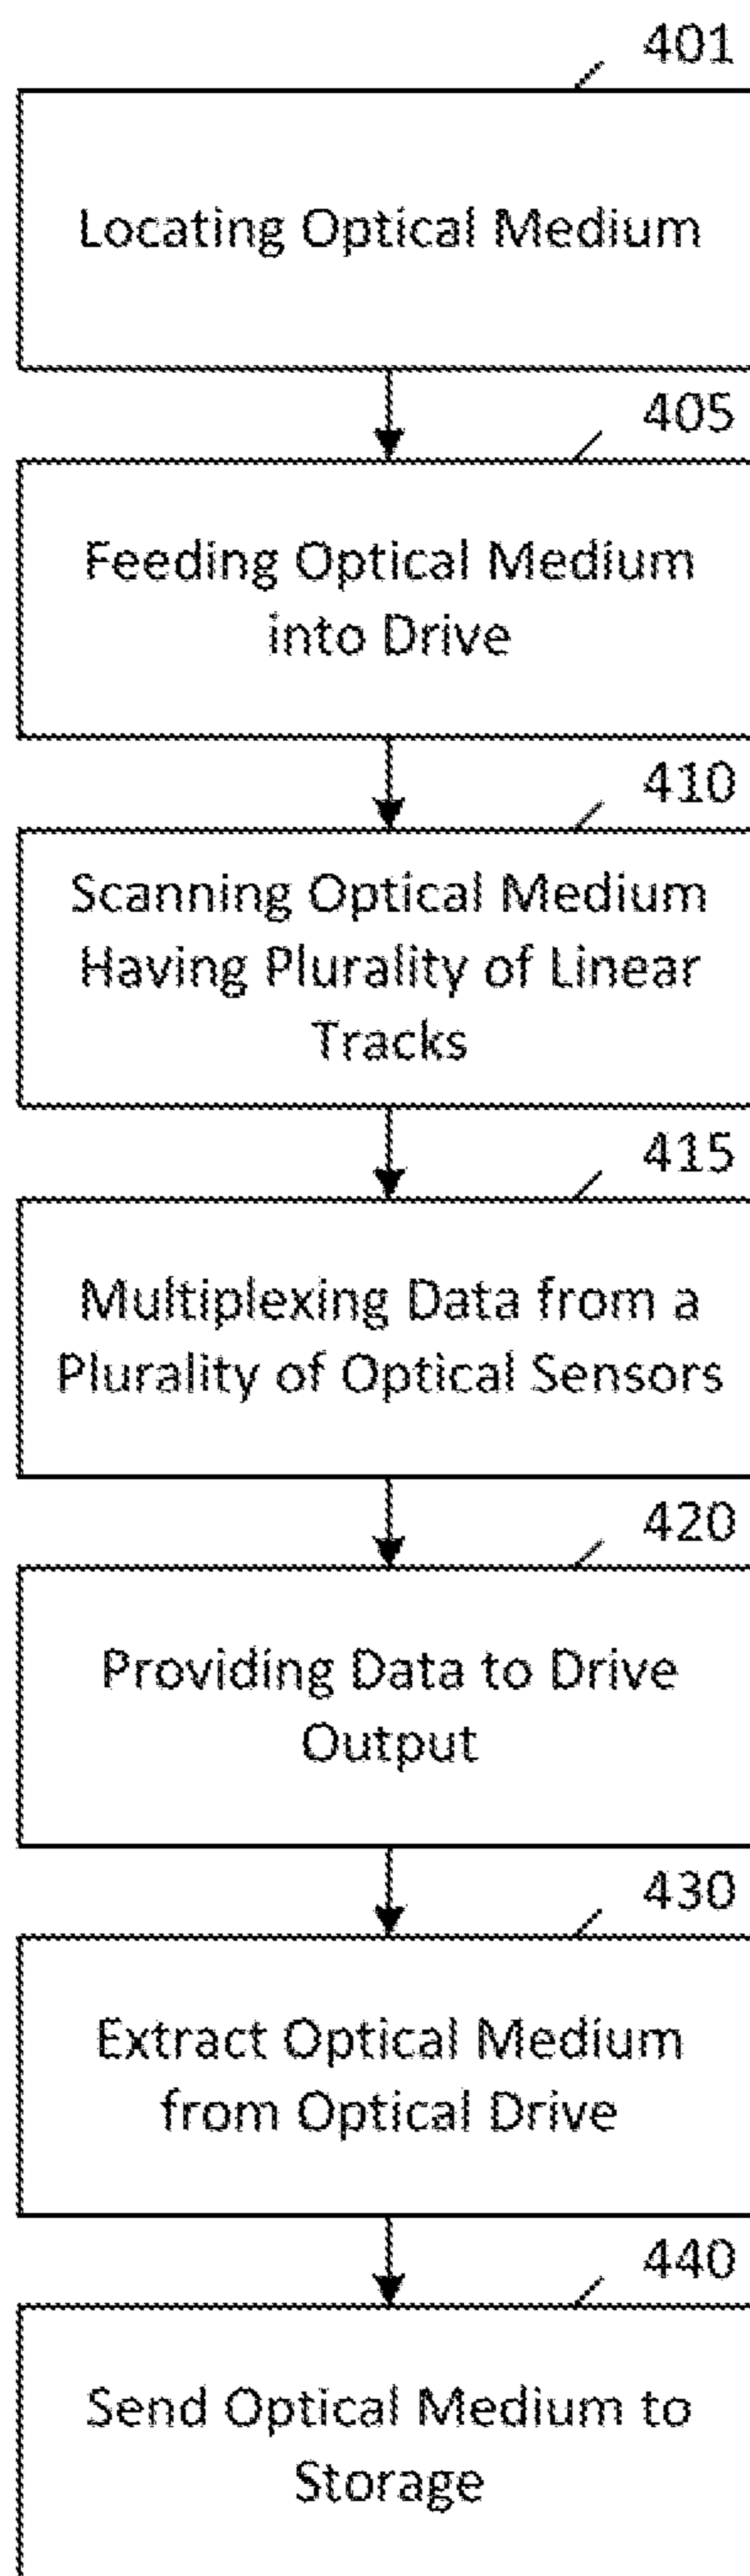 401
Locating Optical Medium
405
Feeding Optical Medium
into Drive
410
Scanning Optical Medium
Having Plurality of Linear
Tracks
415
Multiplexing Data from a
Plurality of Optical Sensors
420
Providing Data to Drive
Output
430
Extract Optical Medium
from Optical Drive
440
Send Optical Medium to
Storage